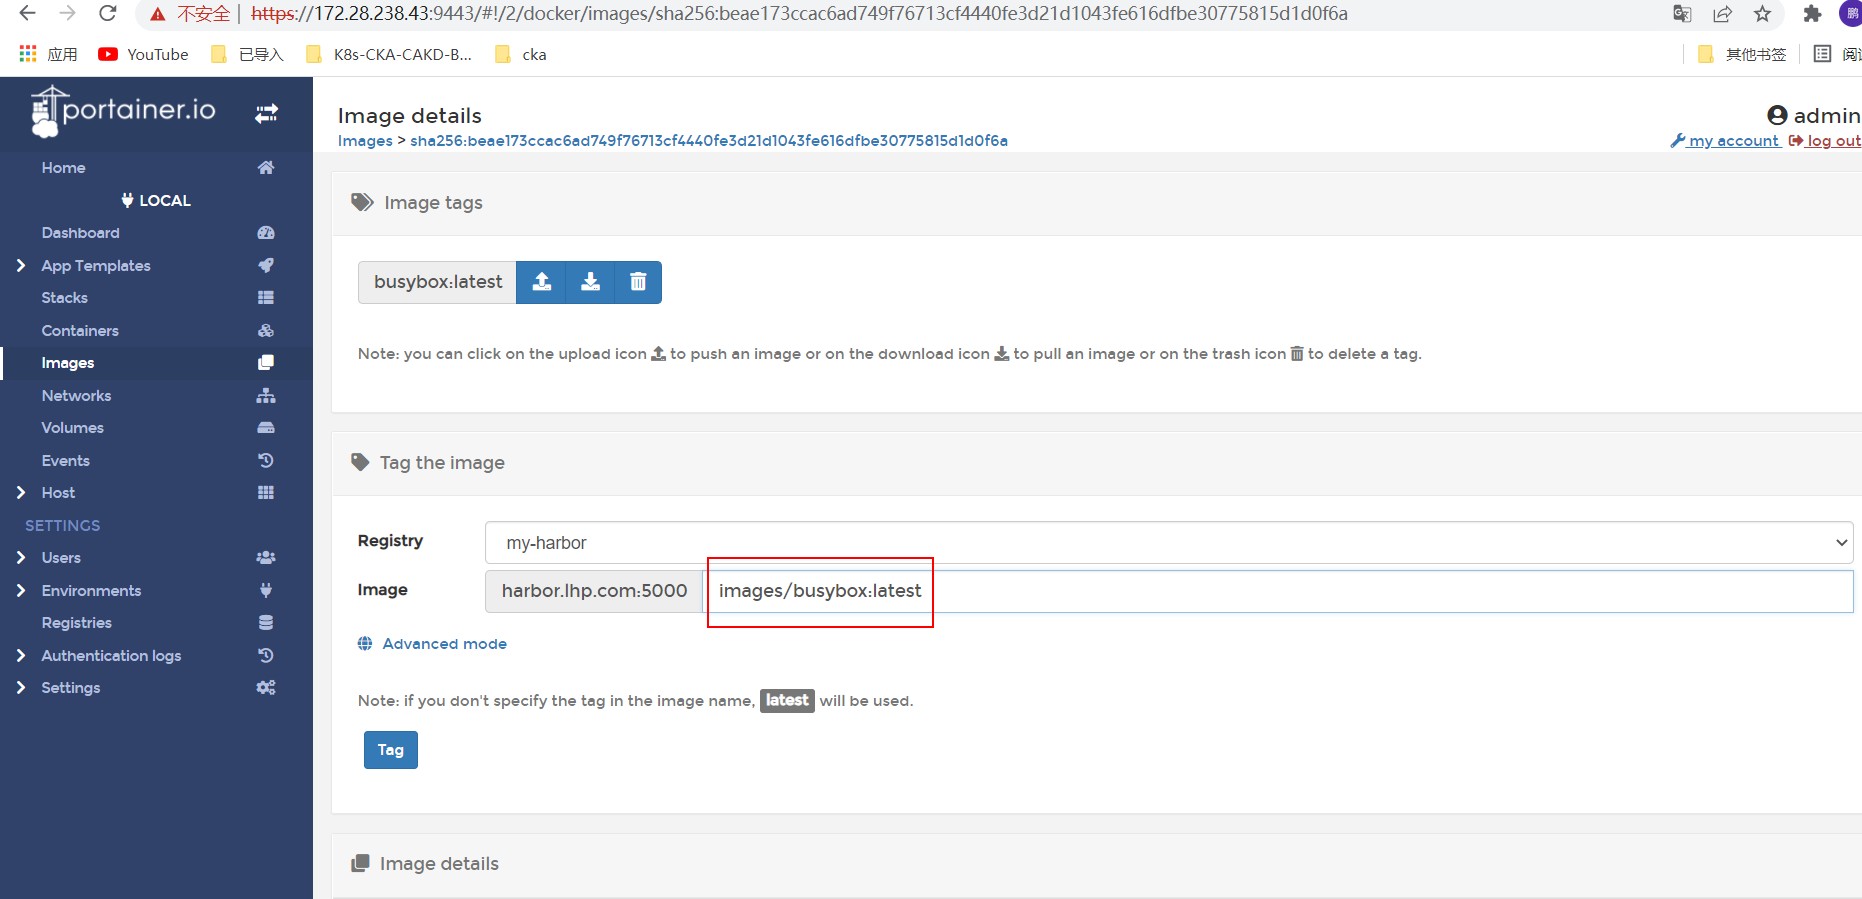 不安全 https://172.28.238.43:9443/#!/2/docker/images/sha256:beae173ccac6ad749f76713cf4440fe3d21d1043fe616dfbe30775815d1d0f6a
鹏
应用 YouTube 已导入 K8s-CKA-CAKD-B... cka 其他书签
portainer.io
Home
LOCAL
Dashboard
App Templates
Stacks
Containers
Images
Networks
Volumes
Events
Host
SETTINGS
Users
Environments
Registries
Authentication logs
Settings
Image details
Images > sha256:beae173ccac6ad749f76713cf4440fe3d21d1043fe616dfbe30775815d1d0f6a
admin
my account log out
Image tags
busybox:latest
Note: you can click on the upload icon to push an image or on the download icon to pull an image or on the trash icon to delete a tag.
Tag the image
Registry my-harbor
Image harbor.lhp.com:5000 images/busybox:latest
Advanced mode
Note: if you don't specify the tag in the image name, latest will be used.
Tag
Image details